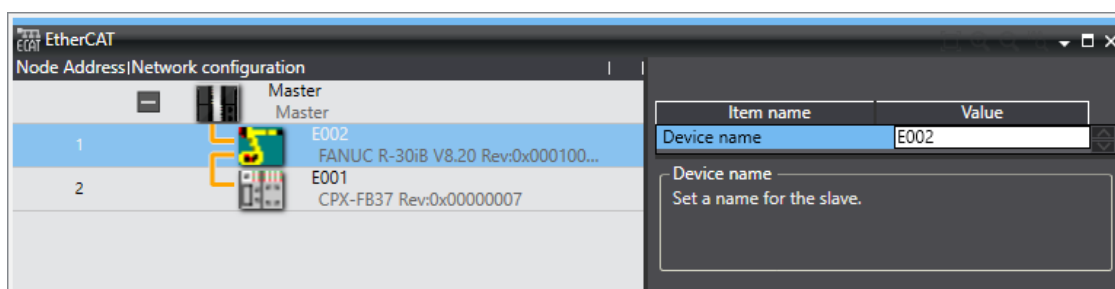 ECAT EtherCAT
Node Address|Network configuration
Master
Master
1
E002
FANUC R-30iB V8.20 Rev:0x000100...
2
E001
CPX-FB37 Rev:0x00000007
Item name Value
Device name E002
Device name
Set a name for the slave.